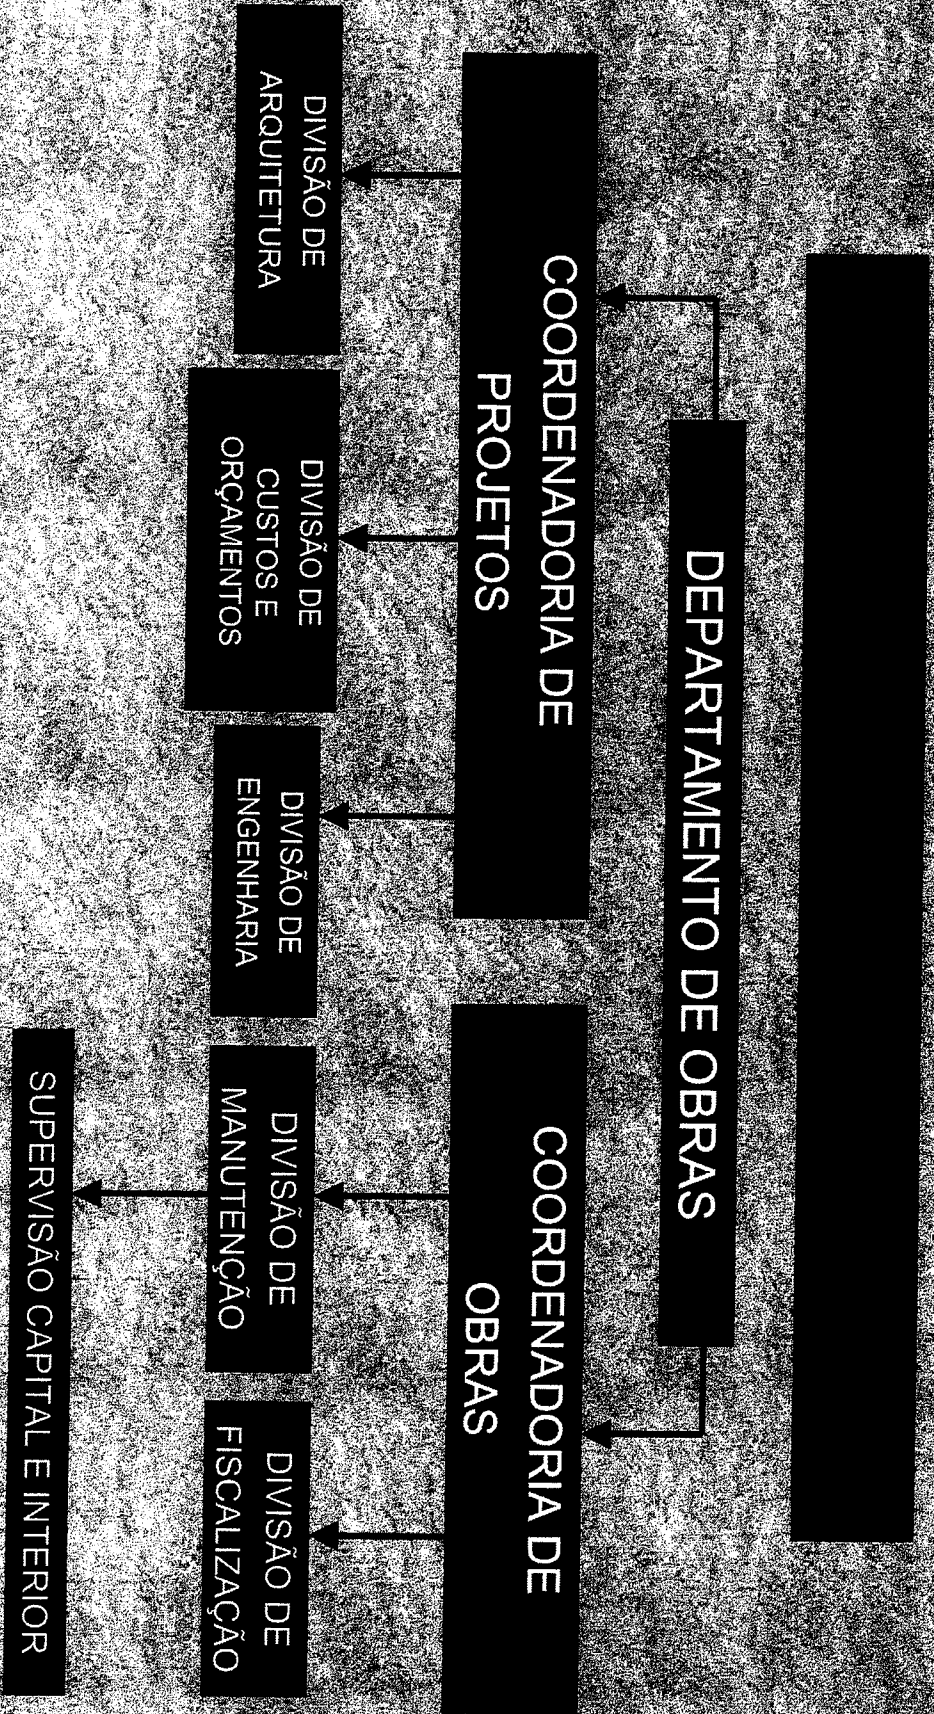 DEPARTAMENTO DE OBRAS
COORDENADORIA DE
PROJETOS
COORDENADORIA DE
OBRAS
DIVISÃO DE
ARQUITETURA
DIVISÃO DE
CUSTOS E
ORÇAMENTOS
DIVISÃO DE
ENGENHARIA
DIVISÃO DE
MANUTENÇÃO
DIVISÃO DE
FISCALIZAÇÃO
SUPERVISÃO CAPITAL E INTERIOR